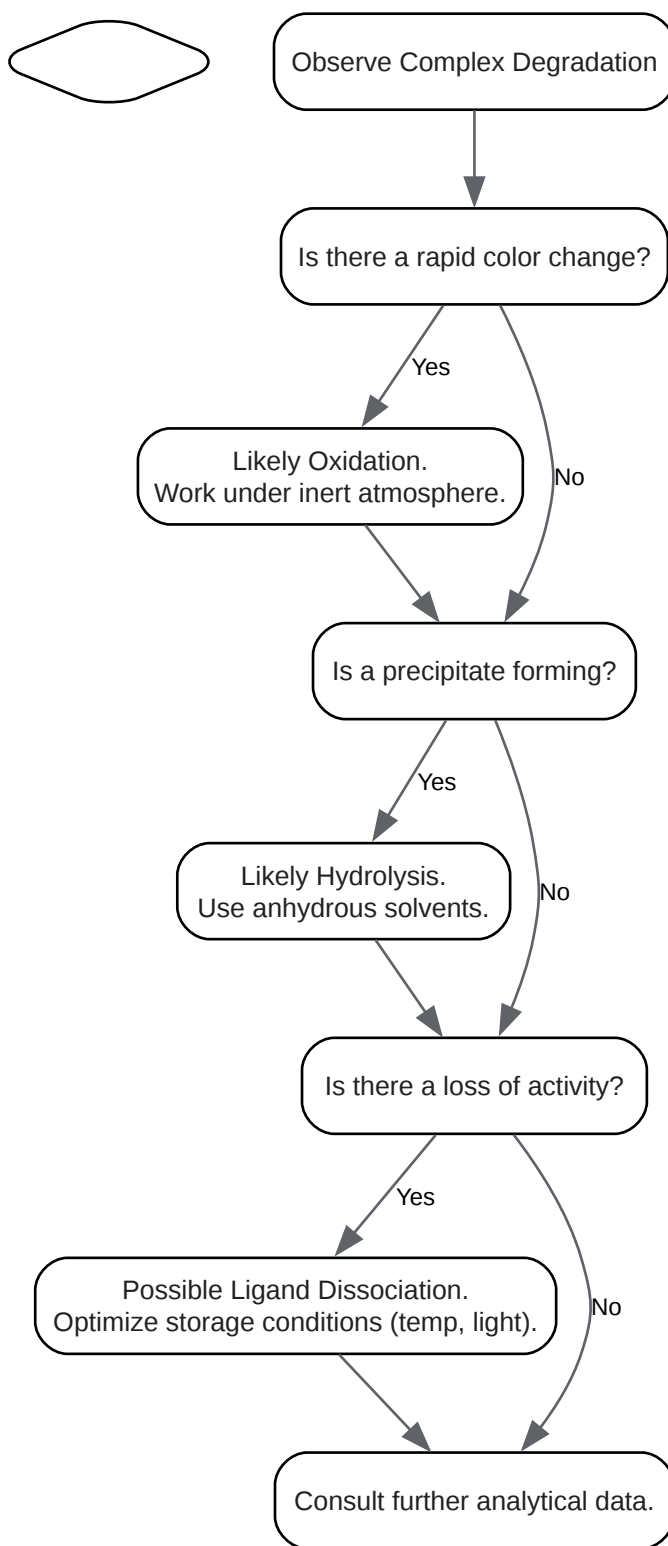 Observe Complex Degradation
Is there a rapid color change?
Yes
Likely Oxidation.
Work under inert atmosphere.
No
Is a precipitate forming?
Yes
Likely Hydrolysis.
Use anhydrous solvents.
No
Is there a loss of activity?
Yes
Possible Ligand Dissociation.
Optimize storage conditions (temp, light).
No
Consult further analytical data.